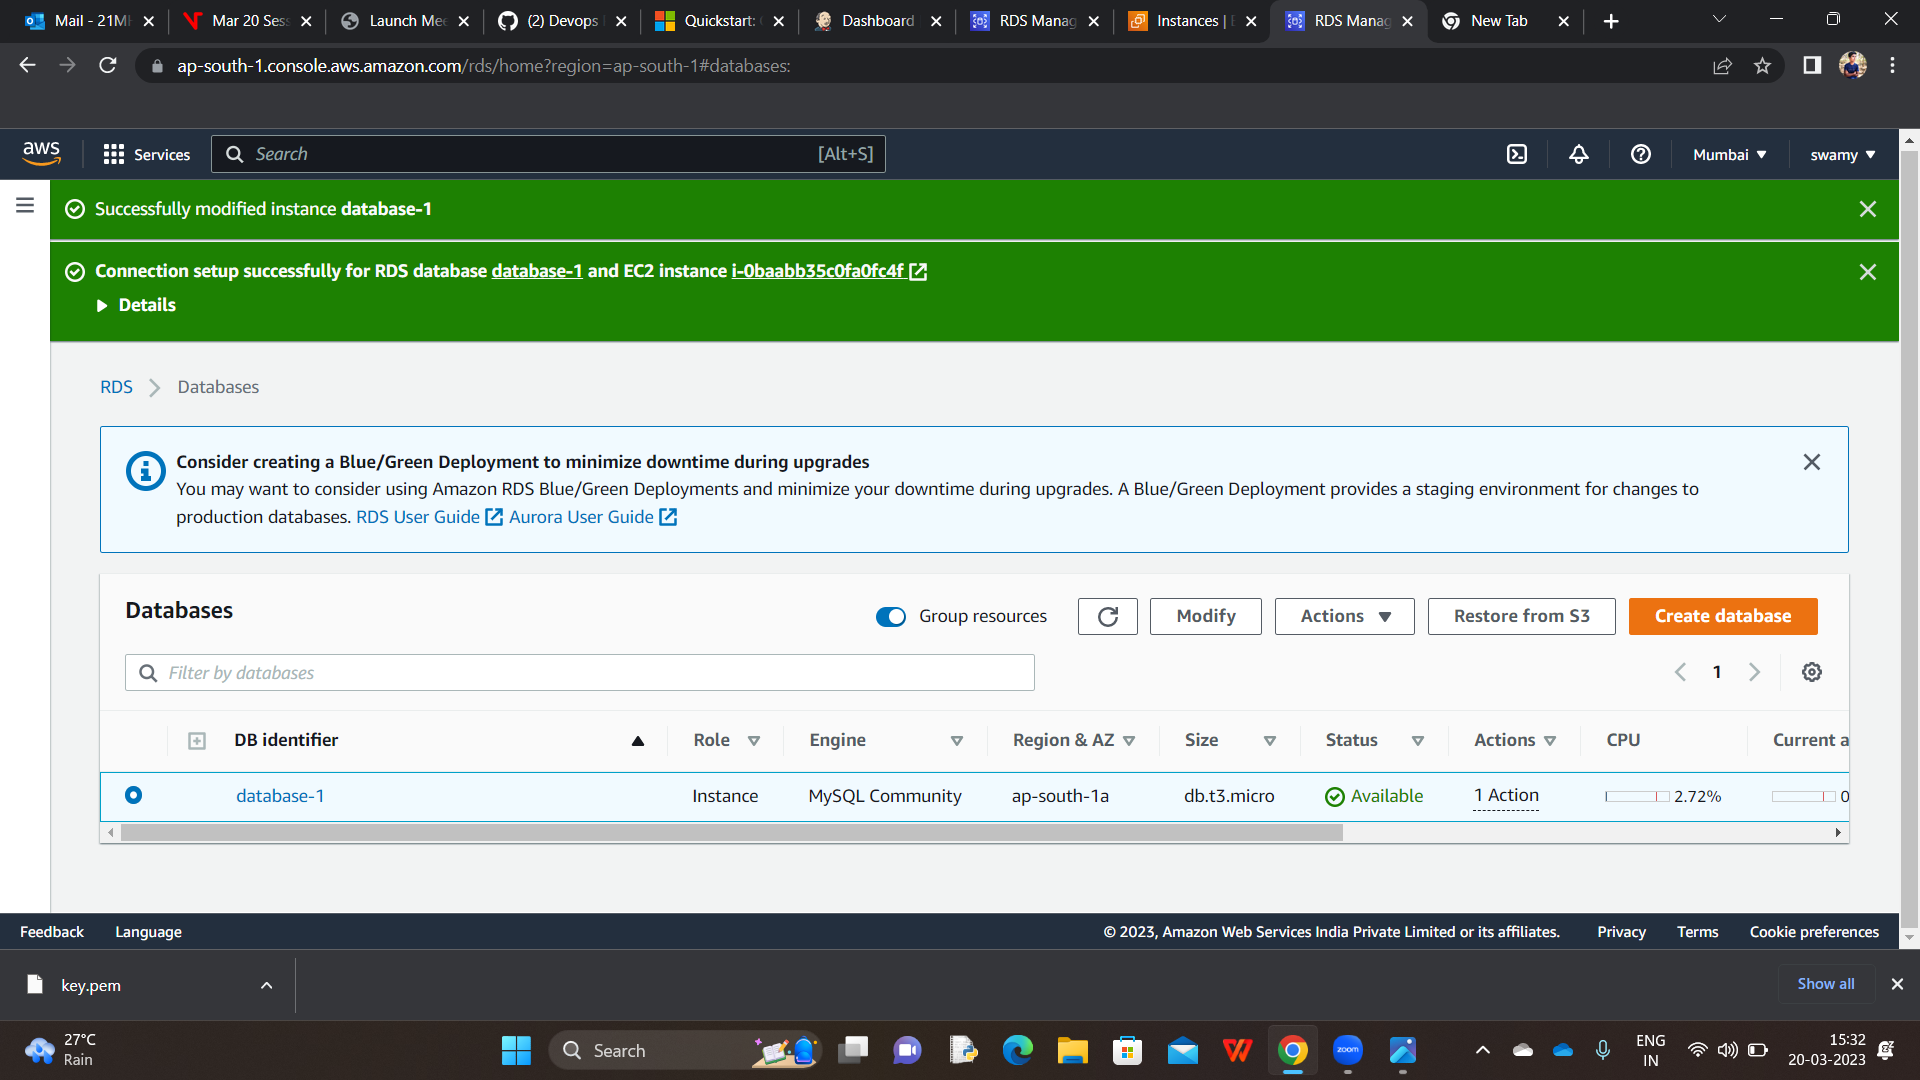 Mail - 21M
Mar 20 Sess
Launch Mee
(2) Devops
Quickstart:
Dashboard
RDS Manag
Instances |
RDS Manag
New Tab
ap-south-1.console.aws.amazon.com/rds/home?region=ap-south-1#databases:
aws
Services
Search
[Alt+S]
Mumbai
swamy
Successfully modified instance database-1
Connection setup successfully for RDS database database-1 and EC2 instance i-0baabb35c0fa0fc4f
Details
RDS
Databases
Consider creating a Blue/Green Deployment to minimize downtime during upgrades
You may want to consider using Amazon RDS Blue/Green Deployments and minimize your downtime during upgrades. A Blue/Green Deployment provides a staging environment for changes to
production databases. RDS User Guide Aurora User Guide
Databases
Group resources
Modify
Actions
Restore from S3
Create database
Filter by databases
1
DB identifier
Role
Engine
Region & AZ
Size
Status
Actions
CPU
Current a
database-1
Instance
MySQL Community
ap-south-1a
db.t3.micro
Available
1 Action
2.72%
0
Feedback
Language
© 2023, Amazon Web Services India Private Limited or its affiliates.
Privacy
Terms
Cookie preferences
key.pem
Show all
27°C
Rain
Search
zoom
ENG
IN
15:32
20-03-2023